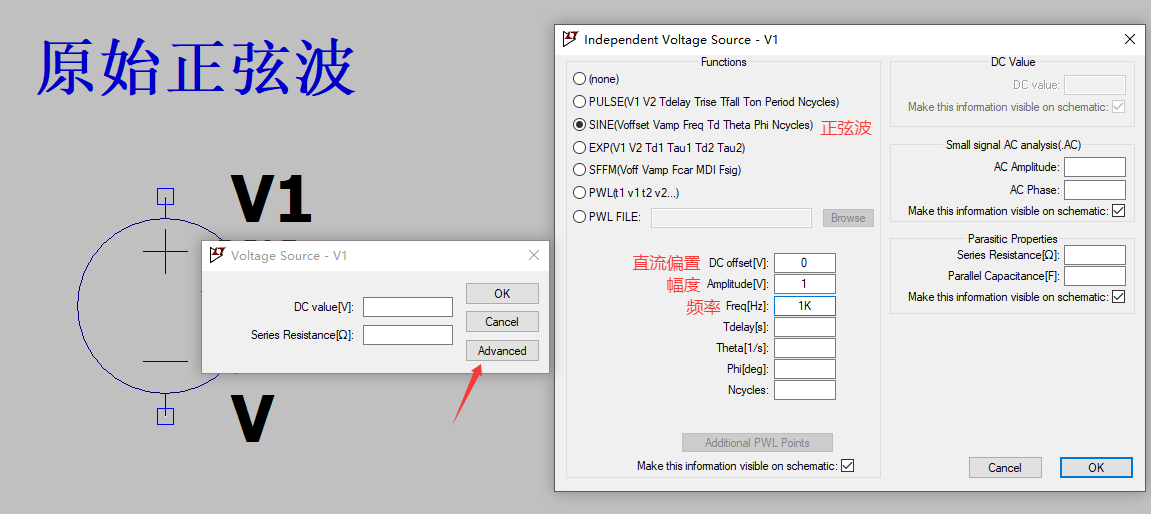 原始正弦波
V1
V
Voltage Source - V1
DC value[V]:
Series Resistance[Ω]:
OK
Cancel
Advanced
Independent Voltage Source - V1
Functions
(none)
PULSE(V1 V2 Tdelay Trise Tfall Ton Period Ncycles)
SINE(Voffset Vamp Freq Td Theta Phi Ncycles) 正弦波
EXP(V1 V2 Td1 Tau1 Td2 Tau2)
SFFM(Voff Vamp Fcar MDI Fsig)
PWL(t1 v1 t2 v2...)
PWL FILE: Browse
直流偏置 DC offset[V]: 0
幅度 Amplitude[V]: 1
频率 Freq[Hz]: 1K
Tdelay[s]:
Theta[1/s]:
Phi[deg]:
Ncycles:
Additional PWL Points
Make this information visible on schematic:
DC Value
DC value:
Make this information visible on schematic:
Small signal AC analysis(.AC)
AC Amplitude:
AC Phase:
Make this information visible on schematic:
Parasitic Properties
Series Resistance[Ω]:
Parallel Capacitance[F]:
Make this information visible on schematic:
Cancel
OK